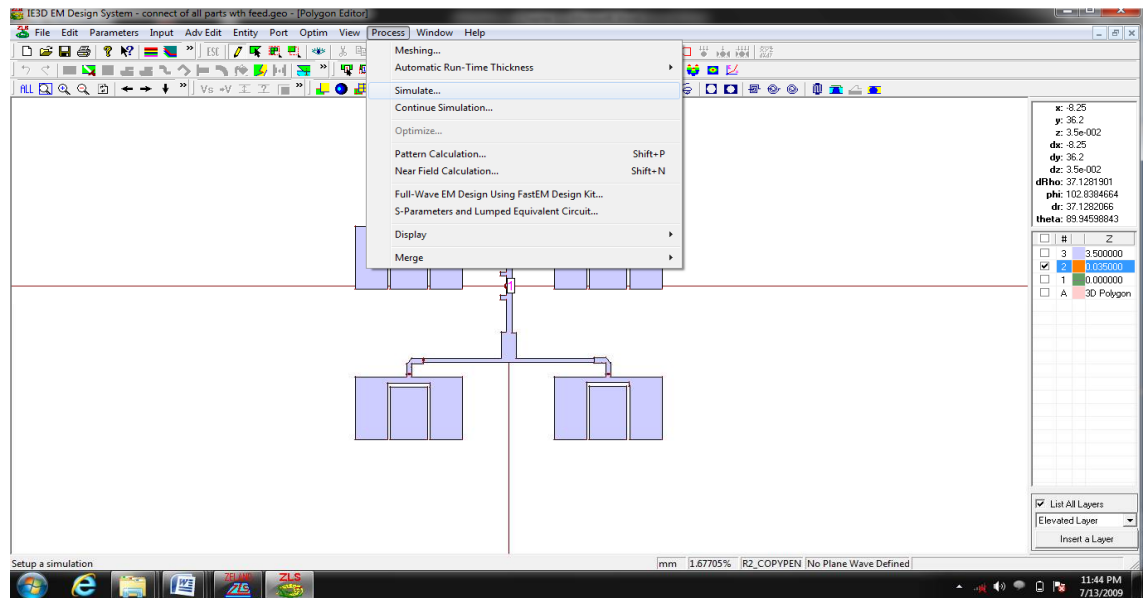 IE3D EM Design System - connect of all parts wth feed.geo - [Polygon Editor]
File Edit Parameters Input Adv Edit Entity Port Optim View Process Window Help
ESC
ALL Vs
Meshing...
Automatic Run-Time Thickness
Simulate...
Continue Simulation...
Optimize...
Pattern Calculation... Shift+P
Near Field Calculation... Shift+N
Full-Wave EM Design Using FastEM Design Kit...
S-Parameters and Lumped Equivalent Circuit...
Display
Merge
1
x: -8.25
y: 36.2
z: 3.5e-002
dx: -8.25
dy: 36.2
dz: 3.5e-002
dRho: 37.1281901
phi: 102.8384664
dr: 37.1282066
theta: 89.94598843
# Z
3 3.500000
2 0.035000
1 0.000000
A 3D Polygon
List All Layers
Elevated Layer
Insert a Layer
Setup a simulation mm 1.67705% R2_COPYPEN No Plane Wave Defined
ZELAND ZLS
11:44 PM
7/13/2009